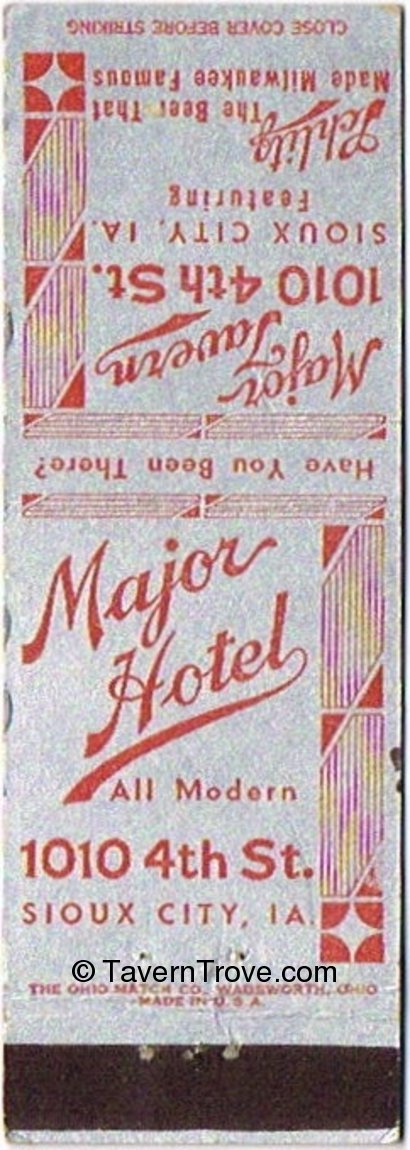 CLOSE COVER BEFORE STRIKING
Major
Tavern
1010 4th St.
SIOUX CITY, IA.
Featuring
Schlitz
The Beer That
Made Milwaukee Famous
Have You Been There?
Major
Hotel
All Modern
1010 4th St.
SIOUX CITY, IA.
© TavernTrove.com
THE OHIO MATCH CO., WADSWORTH, OHIO
MADE IN U.S.A.